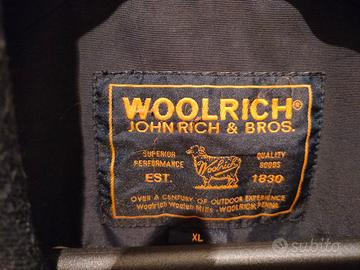 WOOLRICH®
JOHN RICH & BROS.
SUPERIOR PERFORMANCE
QUALITY GOODS
Woolrich
EST. 1830
OVER A CENTURY OF OUTDOOR EXPERIENCE
Woolrich Woolen Mills - WOOLRICH, PENNA.
XL
subito